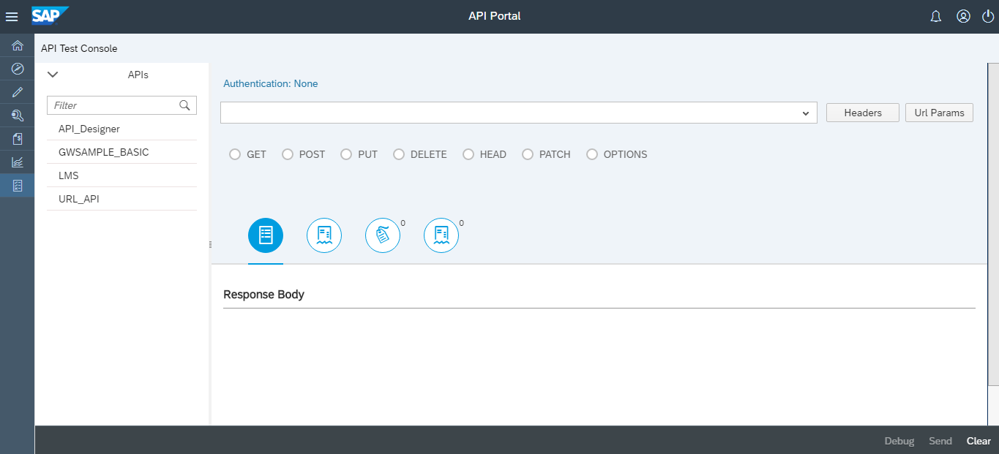 SAP
API Portal
API Test Console
APIs
Filter
API_Designer
GWSAMPLE_BASIC
LMS
URL_API
Authentication: None
Headers
Url Params
GET POST PUT DELETE HEAD PATCH OPTIONS
0
0
Response Body
Debug Send Clear